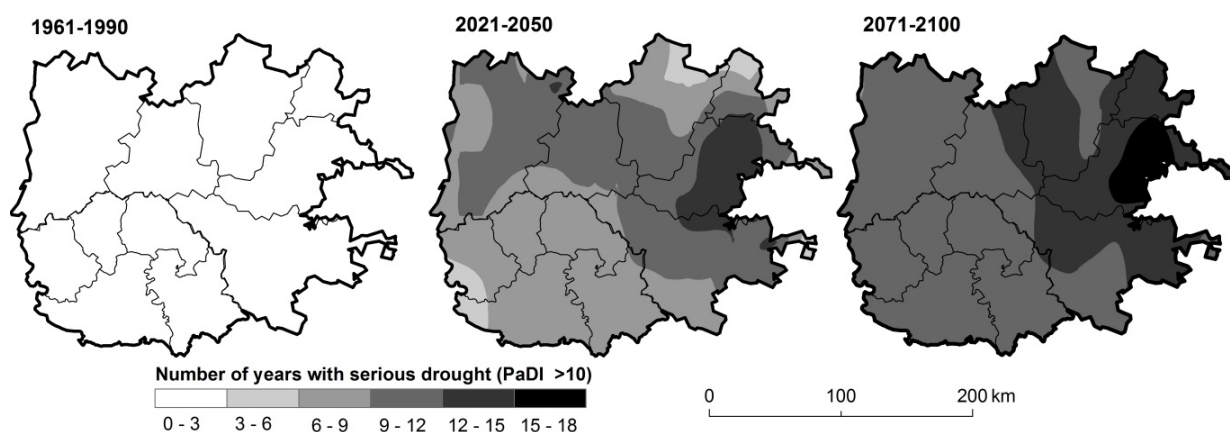 1961-1990
2021-2050
2071-2100
Number of years with serious drought (PaDI >10)
0 - 3 3 - 6 6 - 9 9 - 12 12 - 15 15 - 18
0 100 200 km